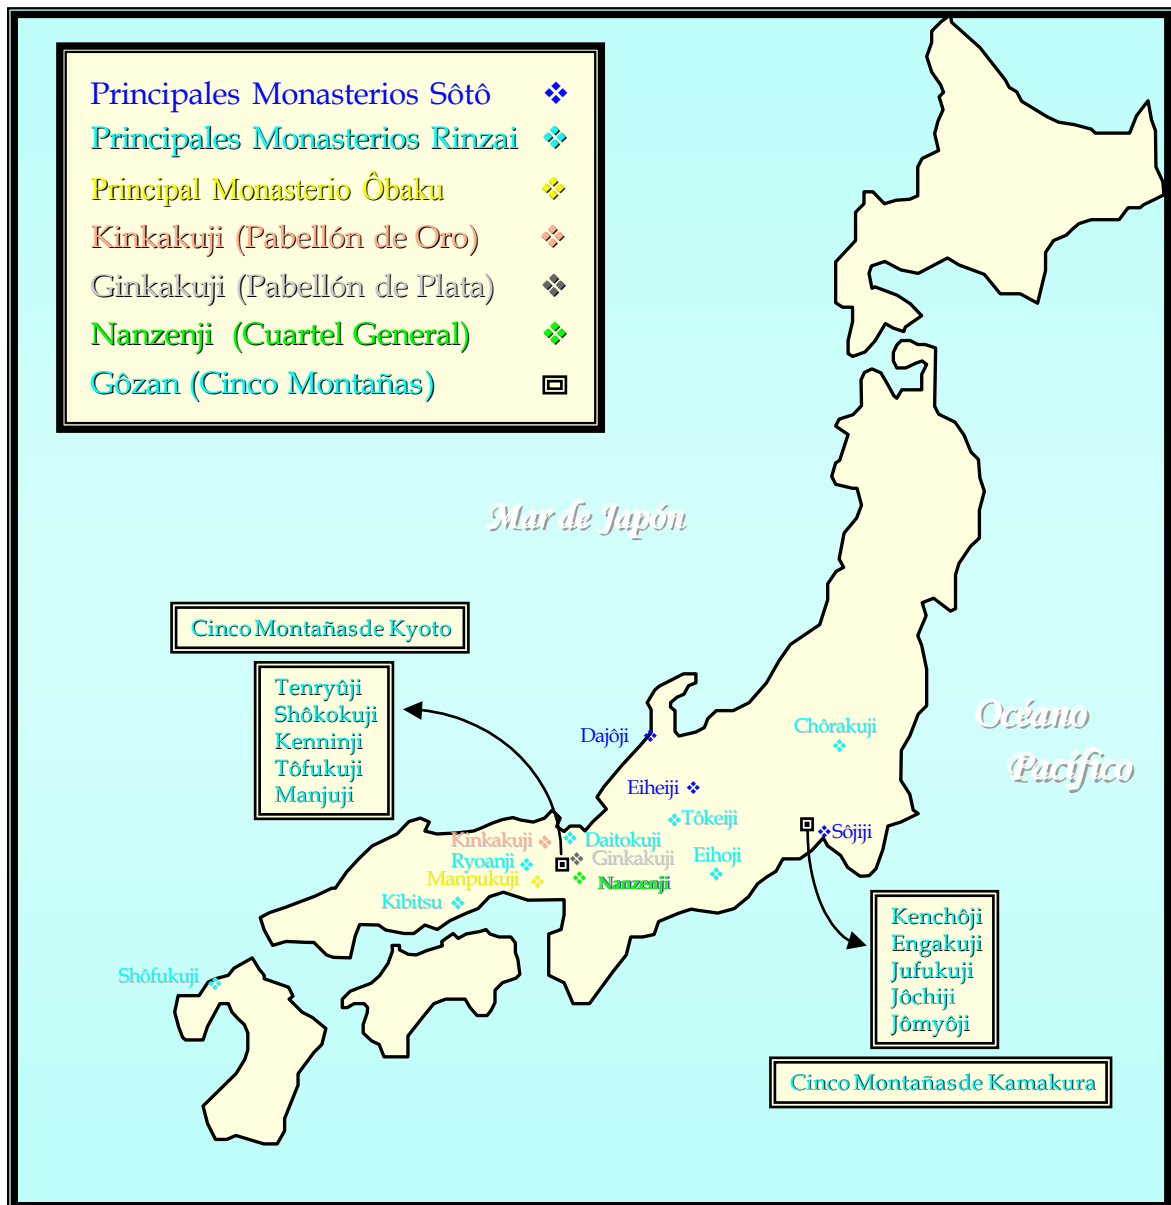 Principales Monasterios Sôtô
Principales Monasterios Rinzai
Principal Monasterio Ôbaku
Kinkakuji (Pabellón de Oro)
Ginkakuji (Pabellón de Plata)
Nanzenji (Cuartel General)
Gôzan (Cinco Montañas)
Mar de Japón
Cinco Montañas de Kyoto
Tenryûji
Shôkokuji
Kenninji
Tôfukuji
Manjuji
Océano
Pacífico
Dajôji
Chôrakuji
Eiheiji
Tôkeiji
Sôjiji
Kinkakuji
Daitokuji
Ryoanji
Ginkakuji
Eihoji
Manpukuji
Nanzenji
Kibitsu
Shôfukuji
Kenchôji
Engakuji
Jufukuji
Jôchiji
Jômyôji
Cinco Montañas de Kamakura